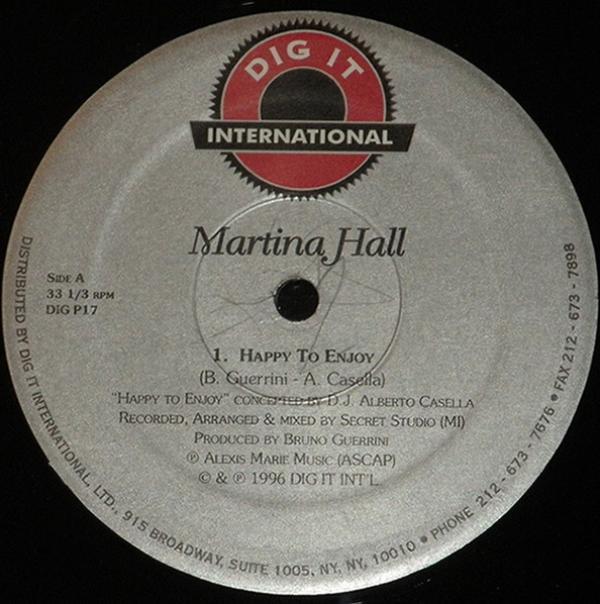 DIG IT
INTERNATIONAL
Martina Hall
SIDE A
33 1/3 RPM
DIG P17
1. HAPPY TO ENJOY
(B. Guerrini - A. Casella)
"HAPPY TO ENJOY" CONCEPTED BY D.J. ALBERTO CASELLA
RECORDED, ARRANGED & MIXED BY SECRET STUDIO (MI)
PRODUCED BY BRUNO GUERRINI
℗ ALEXIS MARIE MUSIC (ASCAP)
© & ℗ 1996 DIG IT INT'L.
DISTRIBUTED BY DIG IT INTERNATIONAL, LTD., 915 BROADWAY, SUITE 1005, NY, NY, 10010 • PHONE 212 - 673 - 7676 • FAX 212 - 673 - 7898